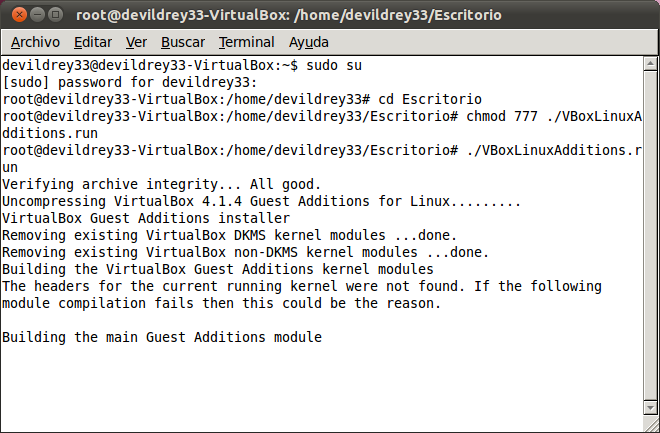 root@devildrey33-VirtualBox: /home/devildrey33/Escritorio
Archivo Editar Ver Buscar Terminal Ayuda
devildrey33@devildrey33-VirtualBox:~$ sudo su
[sudo] password for devildrey33:
root@devildrey33-VirtualBox:/home/devildrey33# cd Escritorio
root@devildrey33-VirtualBox:/home/devildrey33/Escritorio# chmod 777 ./VBoxLinuxA
dditions.run
root@devildrey33-VirtualBox:/home/devildrey33/Escritorio# ./VBoxLinuxAdditions.r
un
Verifying archive integrity... All good.
Uncompressing VirtualBox 4.1.4 Guest Additions for Linux.........
VirtualBox Guest Additions installer
Removing existing VirtualBox DKMS kernel modules ...done.
Removing existing VirtualBox non-DKMS kernel modules ...done.
Building the VirtualBox Guest Additions kernel modules
The headers for the current running kernel were not found. If the following
module compilation fails then this could be the reason.
Building the main Guest Additions module